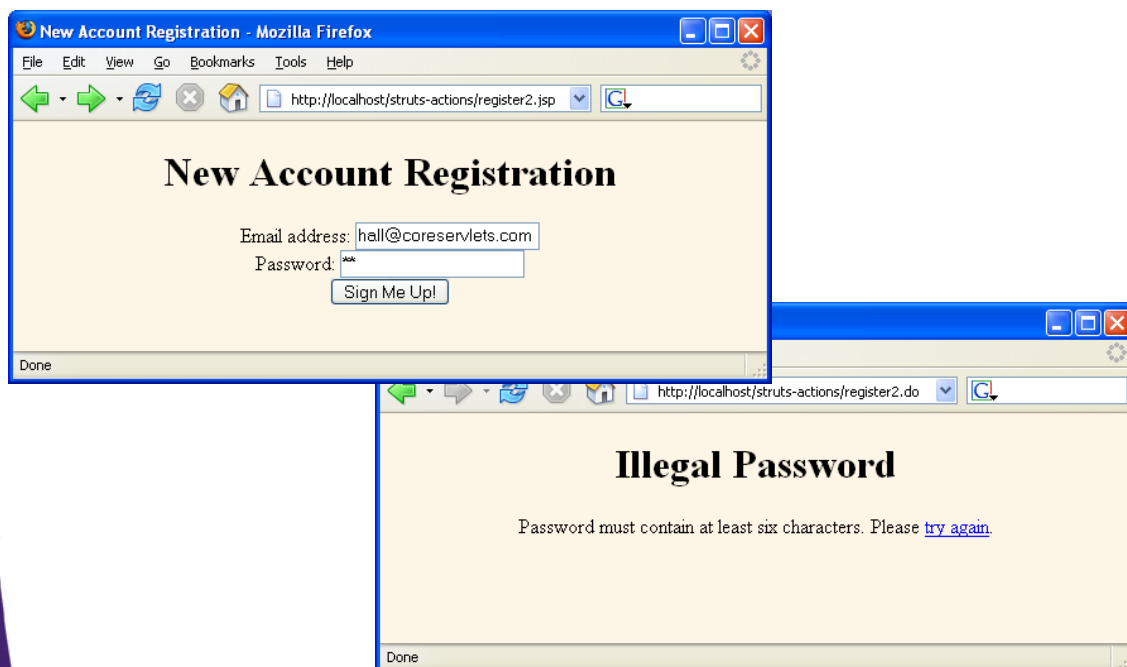 New Account Registration - Mozilla Firefox
File Edit View Go Bookmarks Tools Help
http://localhost/struts-actions/register2.jsp G
New Account Registration
Email address: hall@coreservlets.com
Password: **
Sign Me Up!
Done
http://localhost/struts-actions/register2.do G
Illegal Password
Password must contain at least six characters. Please try again.
Done